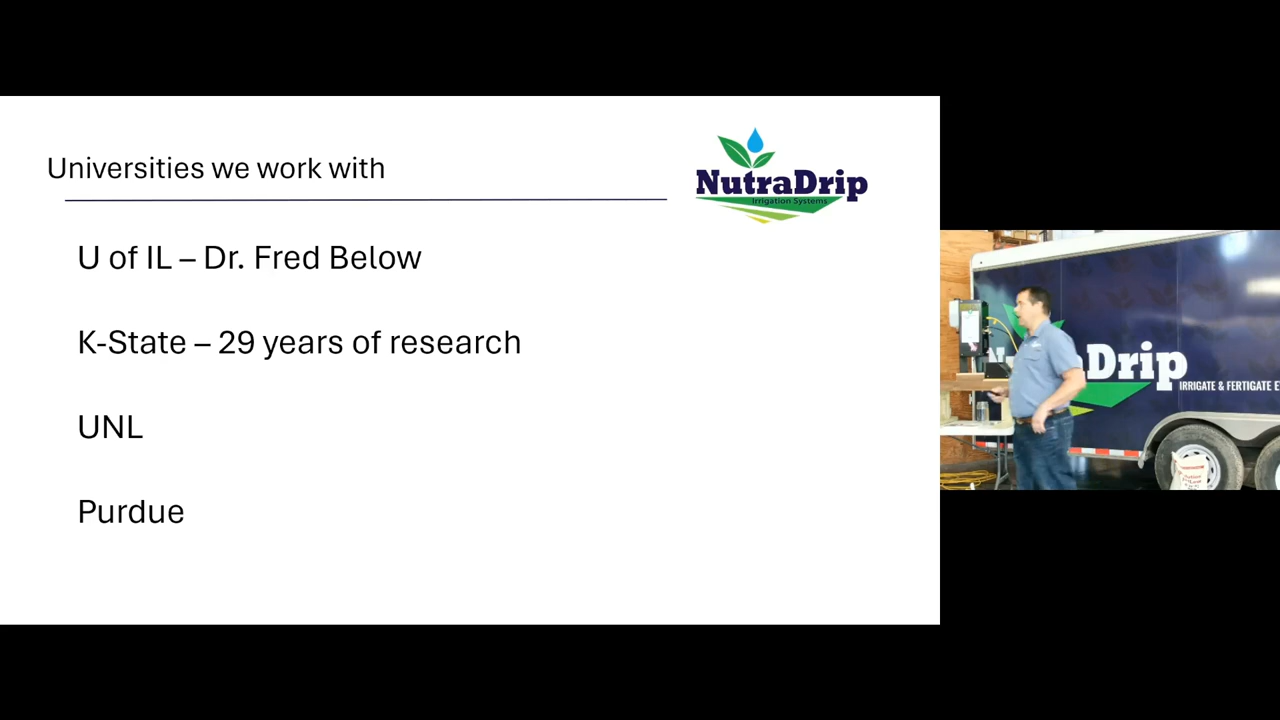 Universities we work with
NutraDrip
Irrigation Systems
U of IL – Dr. Fred Below
K-State – 29 years of research
UNL
Purdue
Drip
IRRIGATE & FERTIGATE E